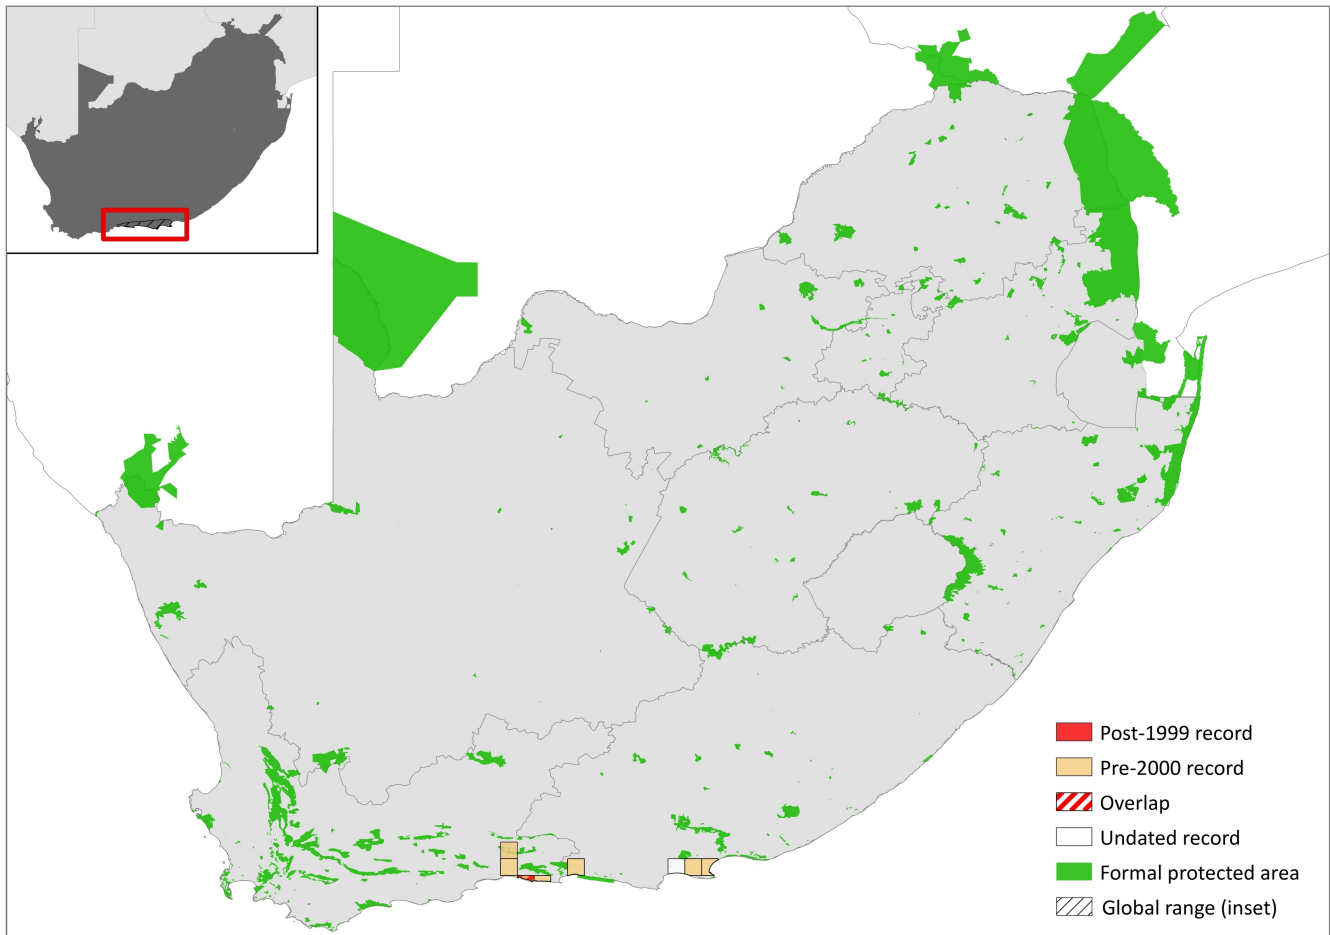 Post-1999 record
Pre-2000 record
Overlap
Undated record
Formal protected area
Global range (inset)